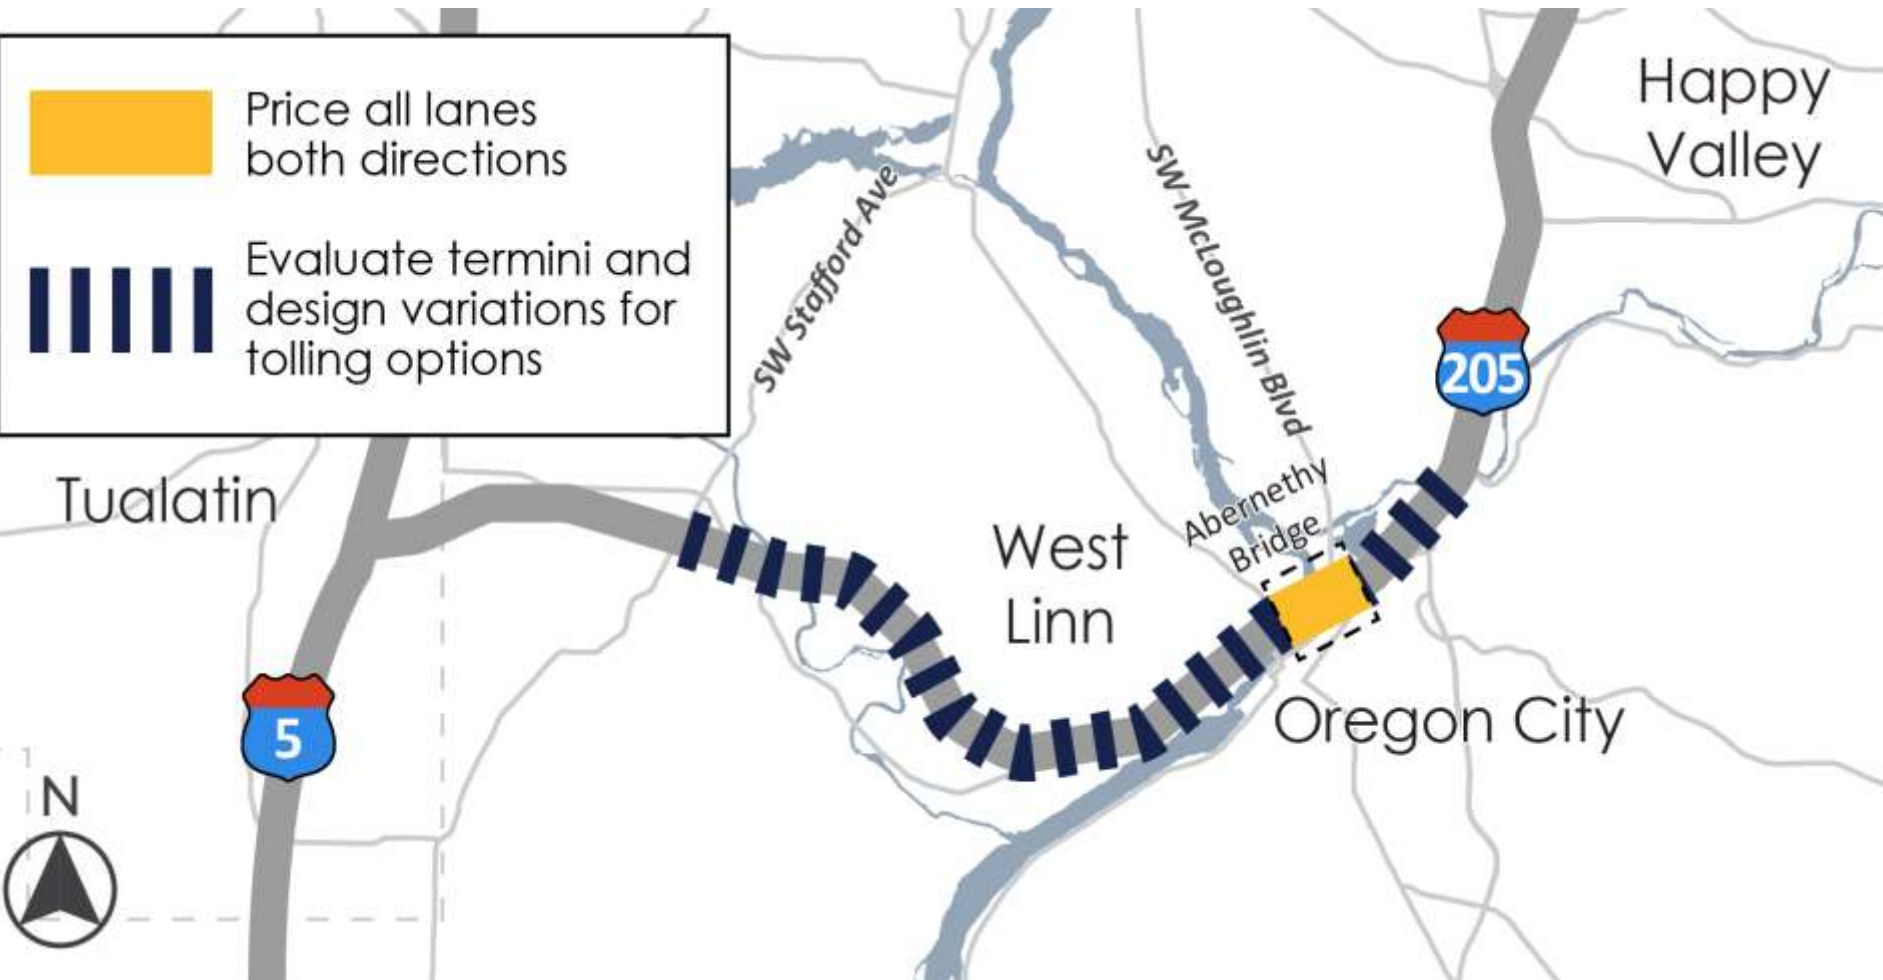 Price all lanes
both directions
Evaluate termini and
design variations for
tolling options
Happy
Valley
SW Stafford Ave
SW McLoughlin Blvd
205
Tualatin
Abernethy
Bridge
West
Linn
Oregon City
5
N